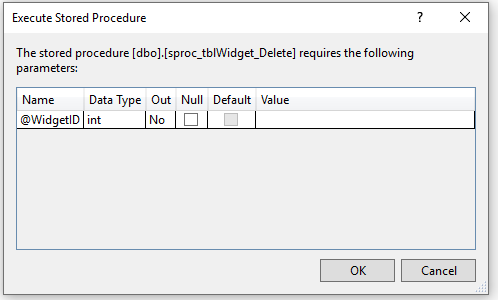 Execute Stored Procedure
The stored procedure [dbo].[sproc_tblWidget_Delete] requires the following
parameters:
Name Data Type Out Null Default Value
@WidgetID int No
OK Cancel